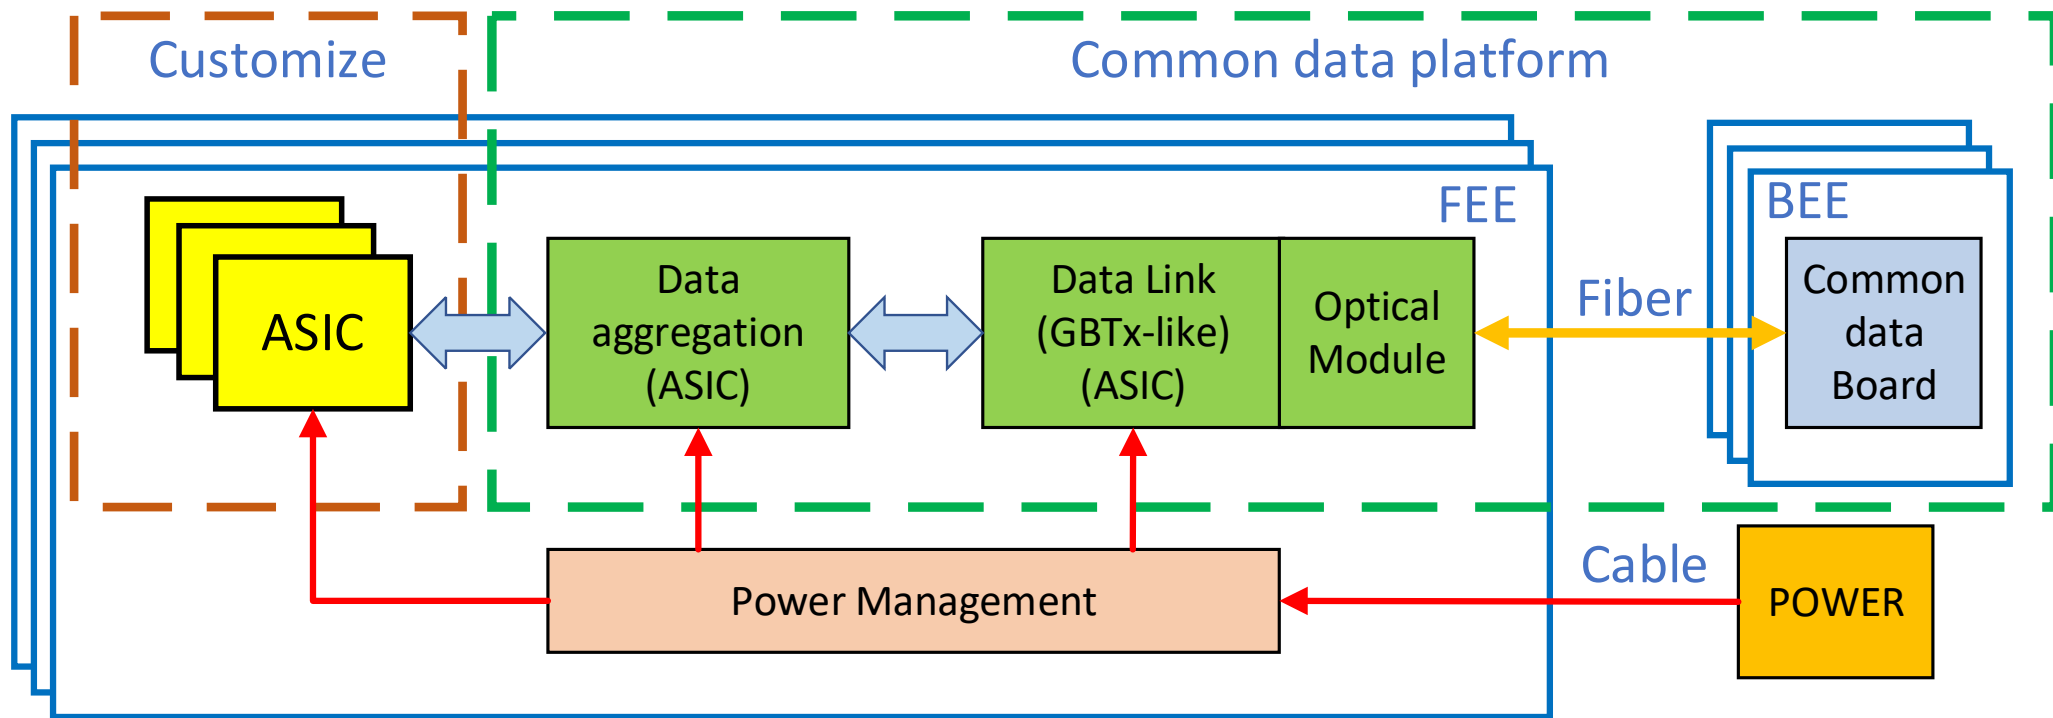 Customize
Common data platform
FEE
BEE
ASIC
Data
aggregation
(ASIC)
Data Link
(GBTx-like)
(ASIC)
Optical
Module
Fiber
Common
data
Board
Power Management
Cable
POWER